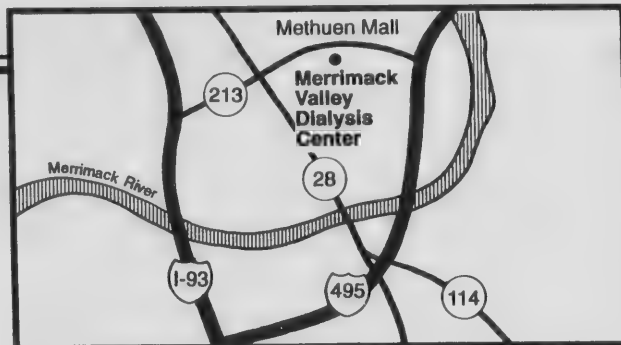 Methuen Mall
Merrimack
Valley
Dialysis
Center
213
Merrimack River
28
I-93
495
114